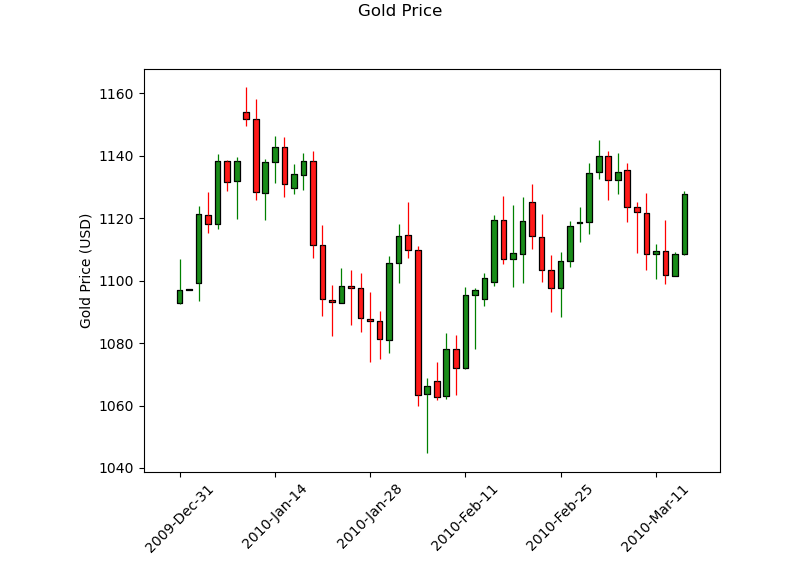 Gold Price
Gold Price (USD)
1160
1140
1120
1100
1080
1060
1040
2009-Dec-31
2010-Jan-14
2010-Jan-28
2010-Feb-11
2010-Feb-25
2010-Mar-11